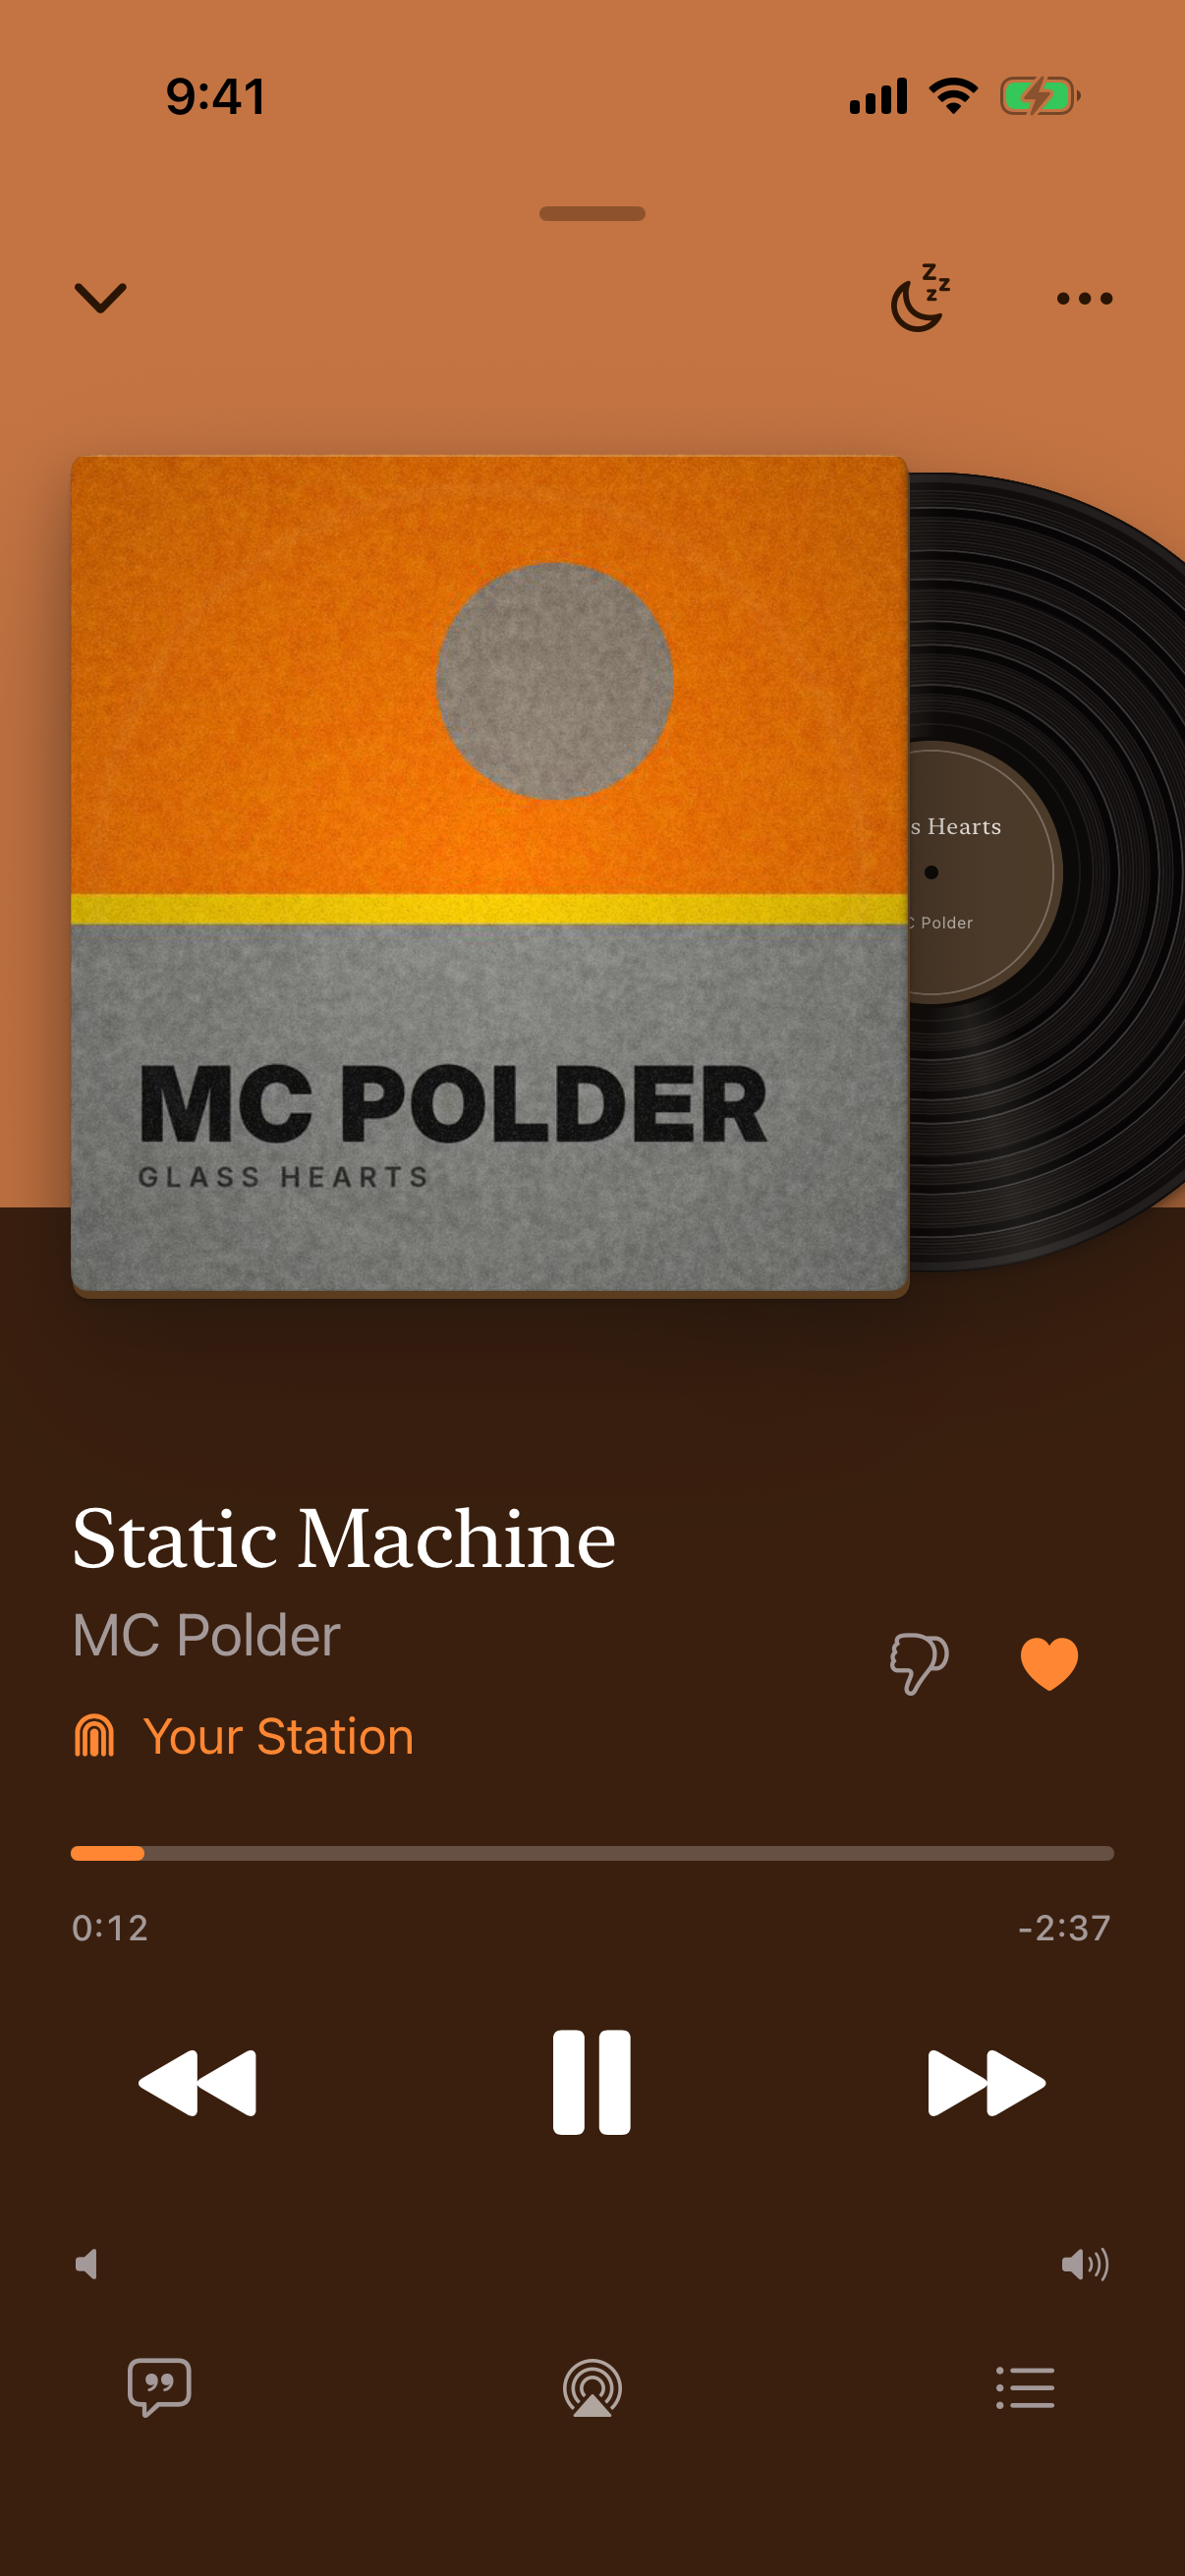 9:41
s Hearts
C Polder
MC POLDER
GLASS HEARTS
Static Machine
MC Polder
Your Station
0:12
-2:37